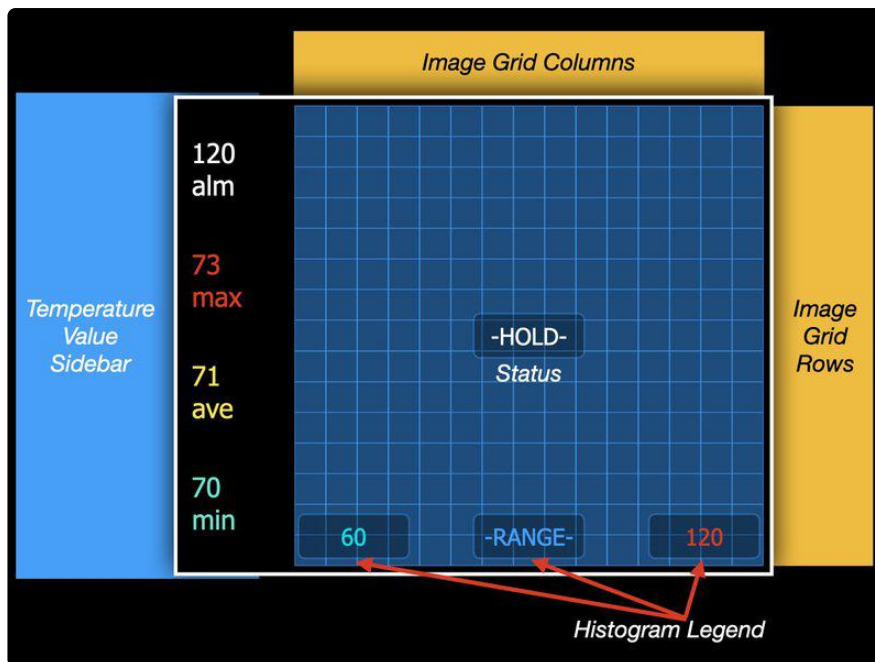 Image Grid Columns
120
alm
73
max
Temperature
Value
Sidebar
-HOLD-
Status
Image
Grid
Rows
71
ave
70
min
60
-RANGE-
120
Histogram Legend